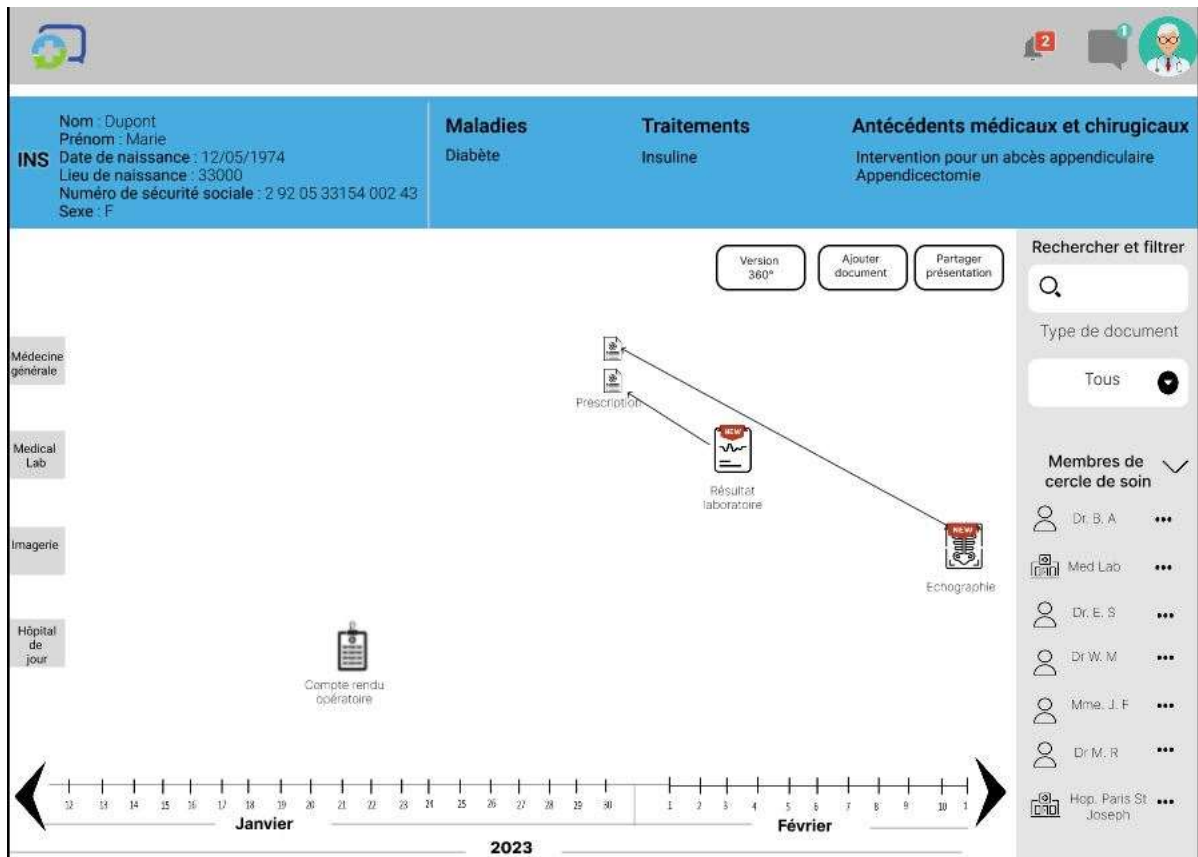 2
1
INS
Nom : Dupont
Prénom : Marie
Date de naissance : 12/05/1974
Lieu de naissance : 33000
Numéro de sécurité sociale : 2 92 05 33154 002 43
Sexe : F
Maladies
Diabète
Traitements
Insuline
Antécédents médicaux et chirugicaux
Intervention pour un abcès appendiculaire
Appendicectomie
Version
360°
Ajouter
document
Partager
présentation
Rechercher et filtrer
Type de document
Tous
Membres de
cercle de soin
Dr. B. A
Med Lab
Dr. E. S
Dr W. M
Mme. J. F
Dr M. R
Hop. Paris St
Joseph
Médecine
générale
Prescription
Medical
Lab
NEW
Résultat
laboratoire
Imagerie
NEW
Echographie
Hôpital
de
jour
Compte rendu
opératoire
12 13 14 15 16 17 18 19 20 21 22 23 24 25 26 27 28 29 30 1 2 3 4 5 6 7 8 9 10 1
Janvier Février
2023